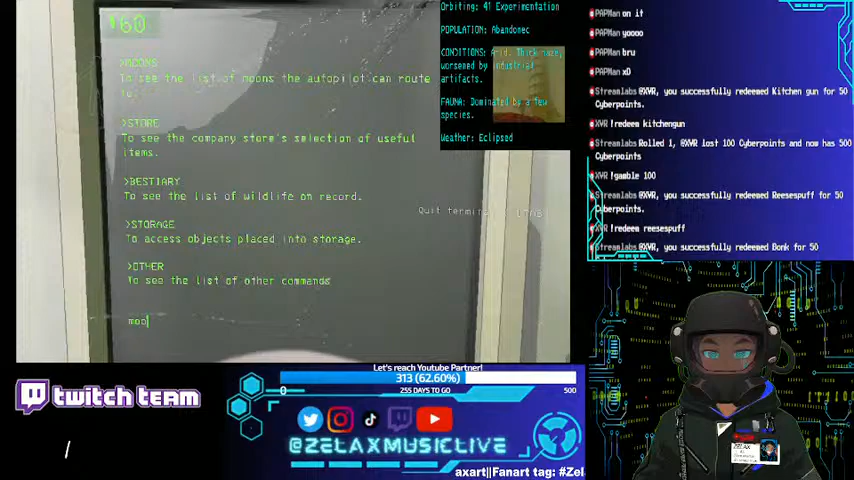 60
>MOONS
To see the list of moons the autopilot can route
to.
>STORE
To see the company store's selection of useful
items.
>BESTIARY
To see the list of wildlife on record.
>STORAGE
To access objects placed into storage.
>OTHER
To see the list of other commands
moo
Quit termin
Orbiting: 41 Experimentation
POPULATION: Abandoned
CONDITIONS: Arid. Thick haze,
worsened by industrial
artifacts.
FAUNA: Dominated by a few
species.
Weather: Eclipsed
PAPMan on it
PAPMan yoooo
PAPMan bru
PAPMan xD
Streamlabs @XVR, you successfully redeemed Kitchen gun for 50
Cyberpoints.
XVR !redeem kitchengun
Streamlabs Rolled 1, @XVR lost 100 Cyberpoints and now has 500
Cyberpoints
XVR !gamble 100
Streamlabs @XVR, you successfully redeemed Reesespuff for 50
Cyberpoints.
XVR !redeem reesespuff
Streamlabs @XVR, you successfully redeemed Bonk for 50
twitch team
/
Let's reach Youtube Partner!
313 (62.60%)
0
255 DAYS TO GO
500
@ZELAXMUSICLIVE
axart||Fanart tag: #Zel
ZELAX